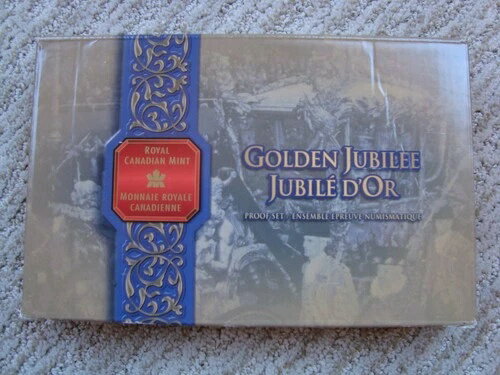 ROYAL
CANADIAN MINT
MONNAIE ROYALE
CANADIENNE
GOLDEN JUBILEE
JUBILÉ D'OR
PROOF SET · ENSEMBLE ÉPREUVE NUMISMATIQUE